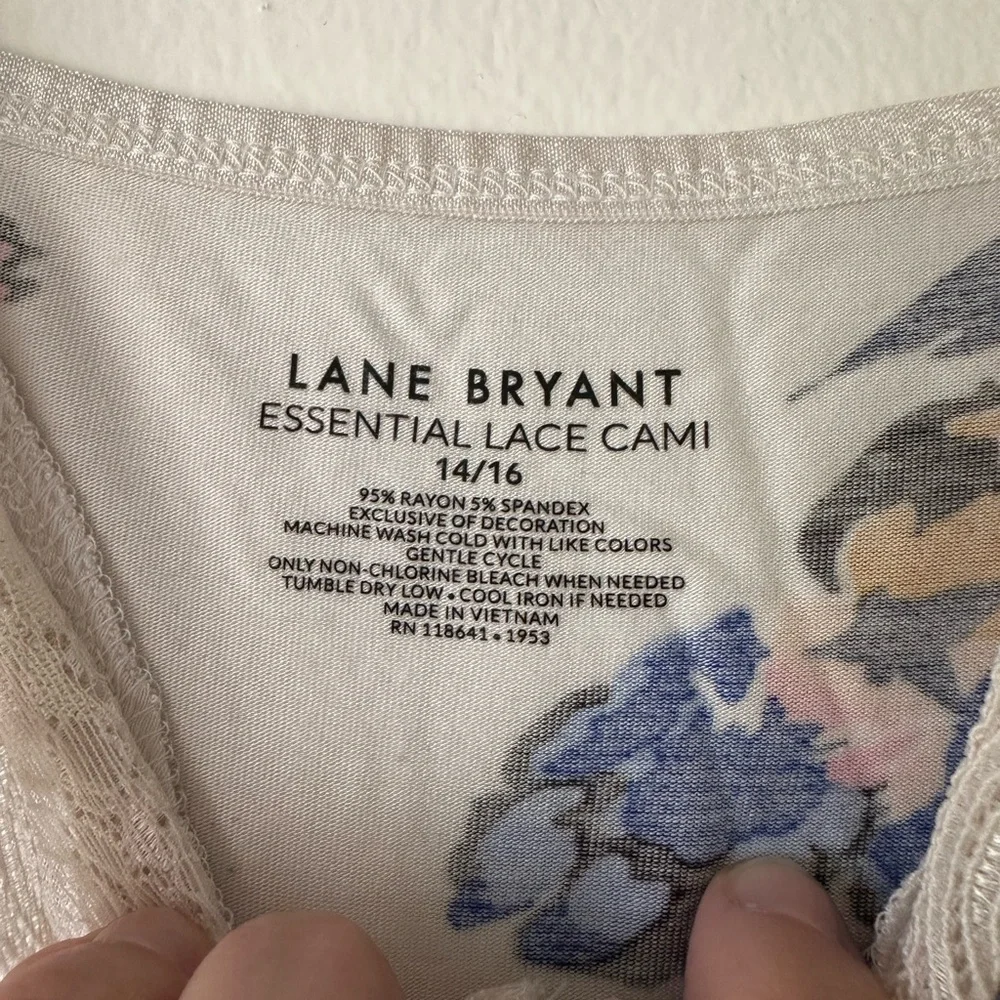 LANE BRYANT
ESSENTIAL LACE CAMI
14/16
95% RAYON 5% SPANDEX
EXCLUSIVE OF DECORATION
MACHINE WASH COLD WITH LIKE COLORS
GENTLE CYCLE
ONLY NON-CHLORINE BLEACH WHEN NEEDED
TUMBLE DRY LOW • COOL IRON IF NEEDED
MADE IN VIETNAM
RN 118641 • 1953